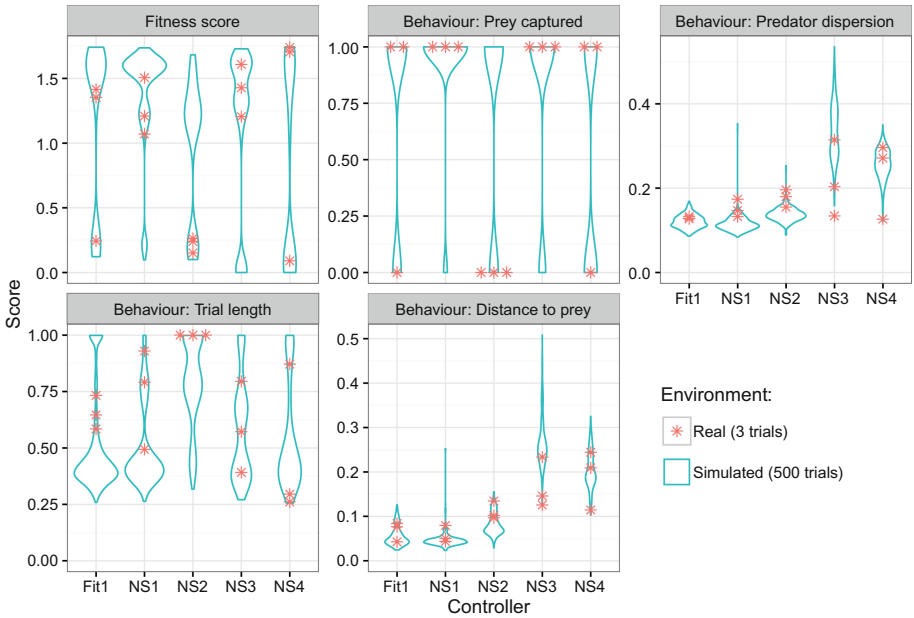 Fitness score
Behaviour: Prey captured
Behaviour: Predator dispersion
1.5
1.0
0.5
0.0
1.00
0.75
0.50
0.25
0.00
0.4
0.2
0.0
Fit1 NS1 NS2 NS3 NS4
Score
Behaviour: Trial length
Behaviour: Distance to prey
1.00
0.75
0.50
0.25
0.00
0.5
0.4
0.3
0.2
0.1
0.0
Fit1 NS1 NS2 NS3 NS4
Fit1 NS1 NS2 NS3 NS4
Controller
Environment:
Real (3 trials)
Simulated (500 trials)